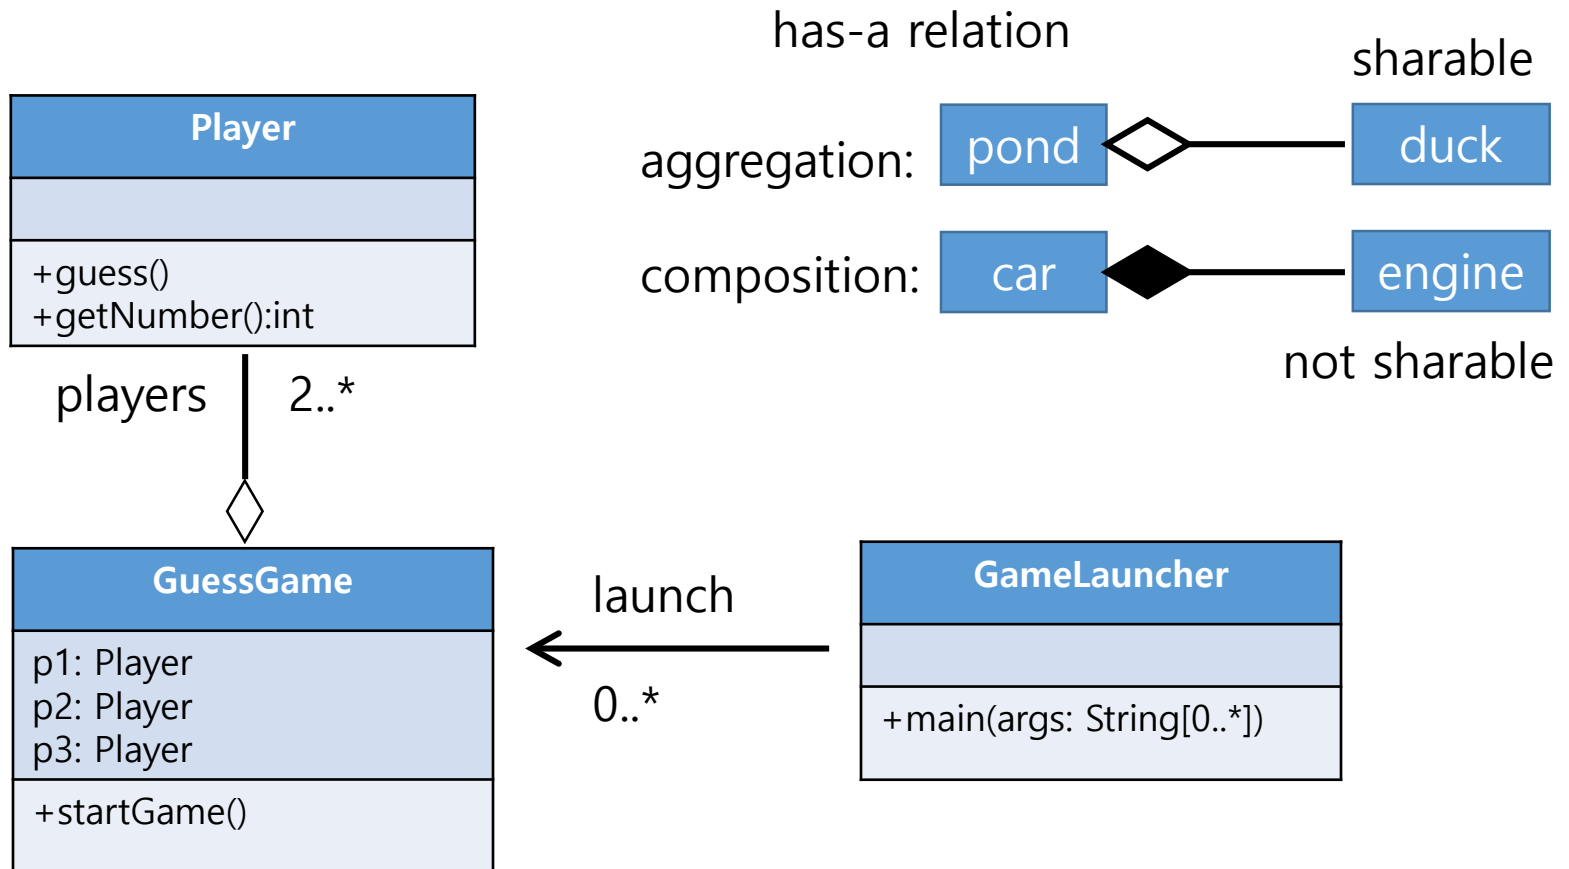 has-a relation
sharable
Player
+guess()
+getNumber():int
aggregation:
pond
duck
composition:
car
engine
not sharable
players
2..*
GuessGame
p1: Player
p2: Player
p3: Player
+startGame()
launch
0..*
GameLauncher
+main(args: String[0..*])